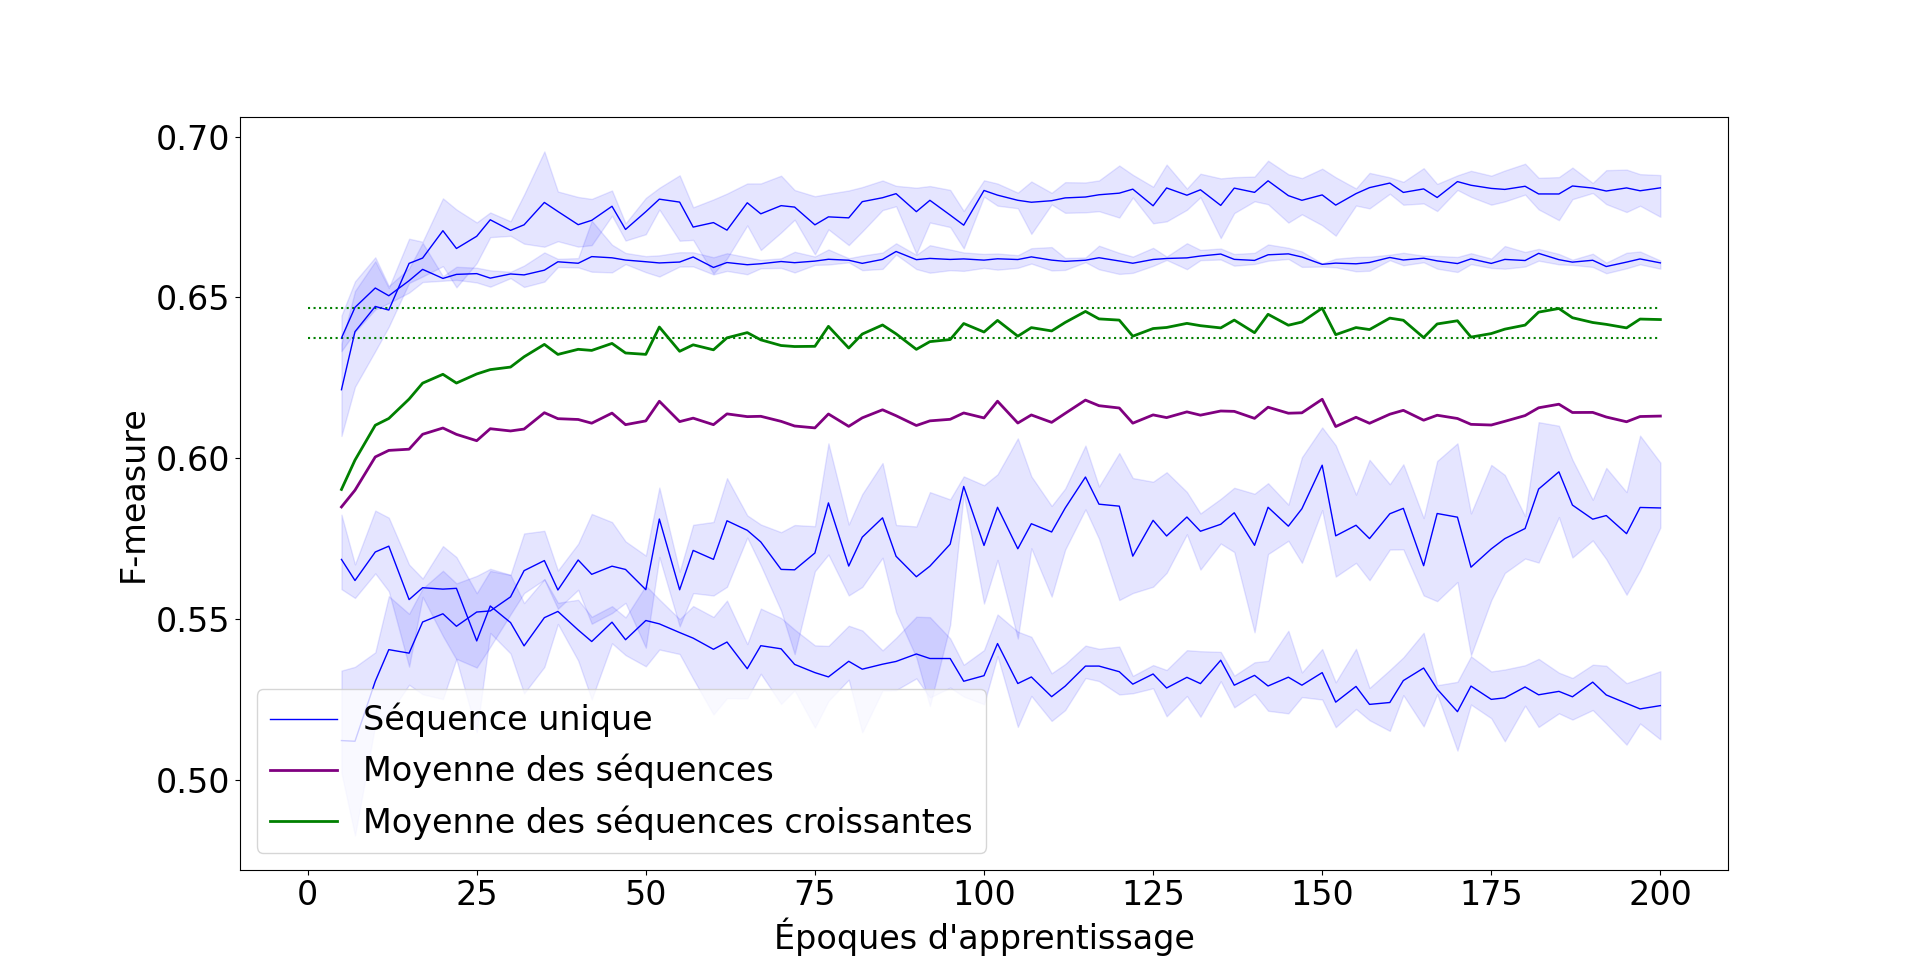 0.70
0.65
0.60
0.55
0.50
F-measure
Séquence unique
Moyenne des séquences
Moyenne des séquences croissantes
0 25 50 75 100 125 150 175 200
Époques d'apprentissage